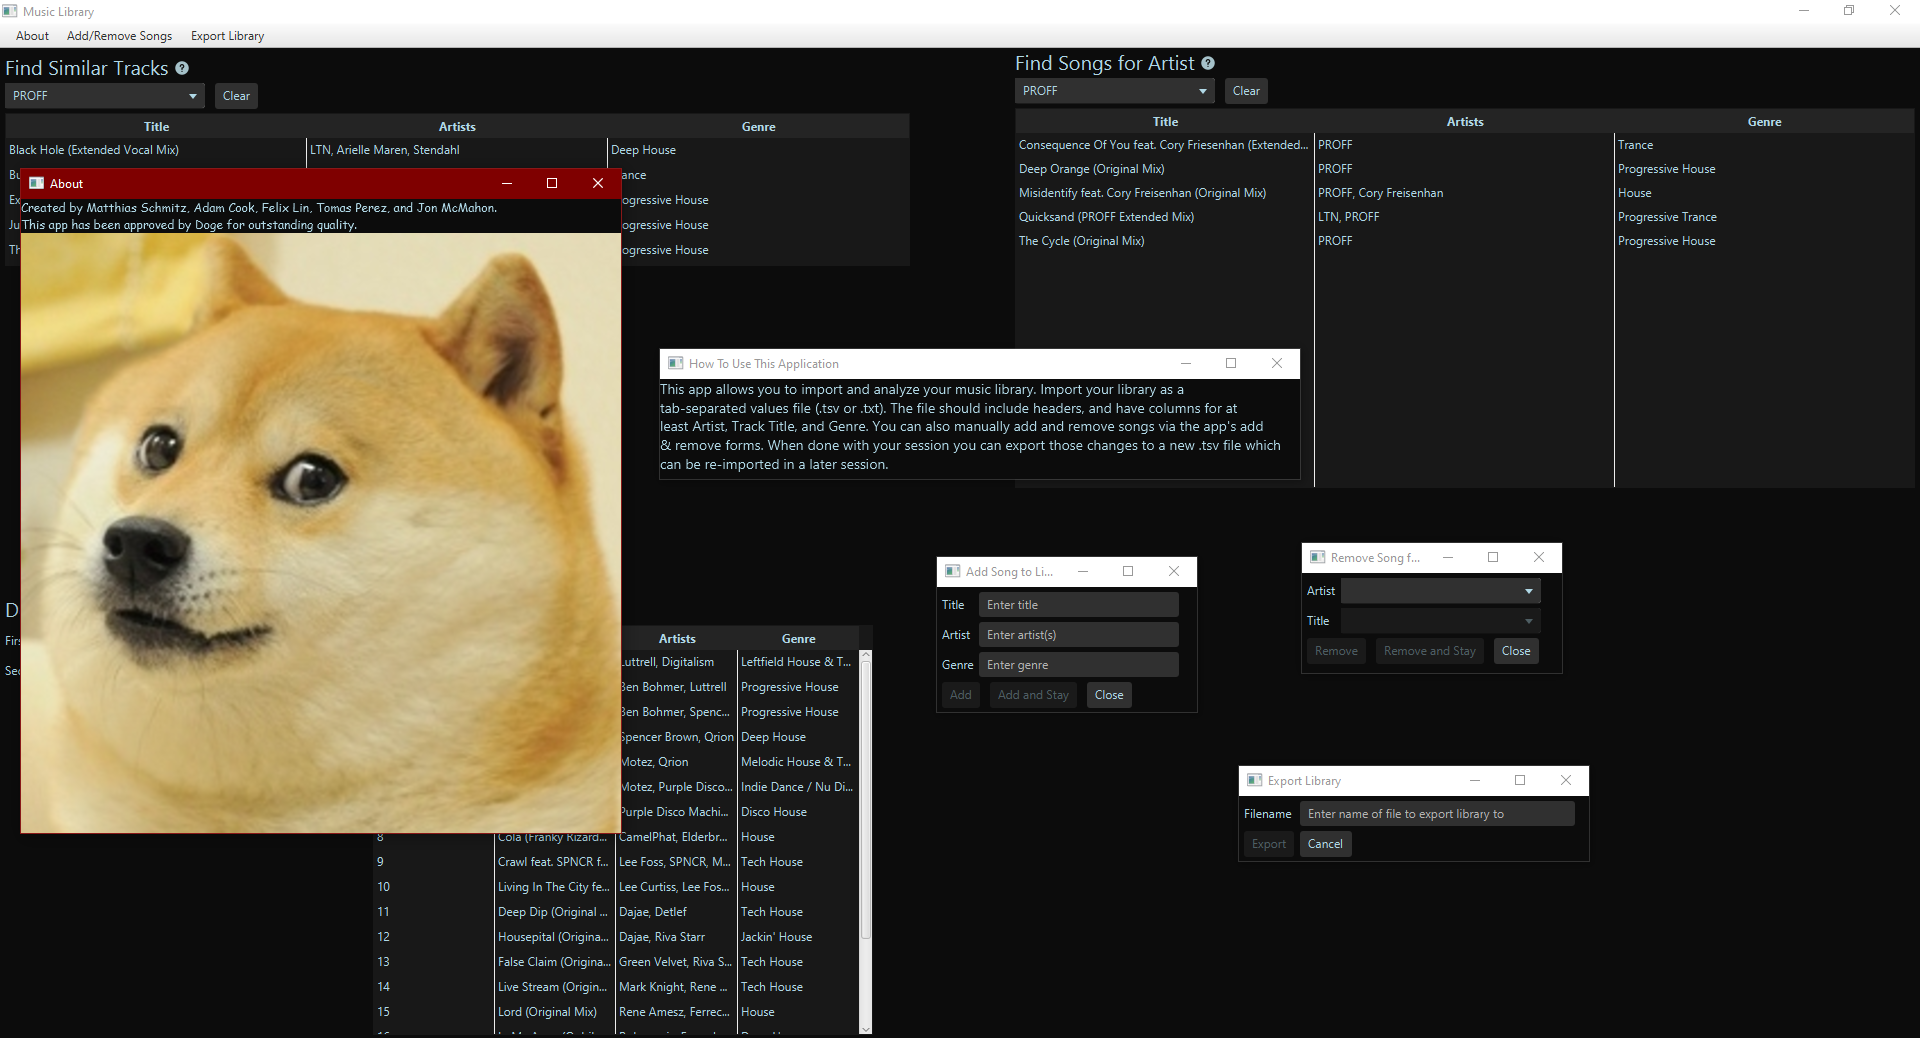 Music Library
About Add/Remove Songs Export Library
Find Similar Tracks ?
PROFF Clear
Title Artists Genre
Black Hole (Extended Vocal Mix) LTN, Arielle Maren, Stendahl Deep House
Bu ance
Ex ogressive House
Ju ogressive House
Th ogressive House
Find Songs for Artist ?
PROFF Clear
Title Artists Genre
Consequence Of You feat. Cory Friesenhan (Extended... PROFF Trance
Deep Orange (Original Mix) PROFF Progressive House
Misidentify feat. Cory Freisenhan (Original Mix) PROFF, Cory Freisenhan House
Quicksand (PROFF Extended Mix) LTN, PROFF Progressive Trance
The Cycle (Original Mix) PROFF Progressive House
About
Created by Matthias Schmitz, Adam Cook, Felix Lin, Tomas Perez, and Jon McMahon.
This app has been approved by Doge for outstanding quality.
How To Use This Application
This app allows you to import and analyze your music library. Import your library as a
tab-separated values file (.tsv or .txt). The file should include headers, and have columns for at
least Artist, Track Title, and Genre. You can also manually add and remove songs via the app's add
& remove forms. When done with your session you can export those changes to a new .tsv file which
can be re-imported in a later session.
Add Song to Li...
Title Enter title
Artist Enter artist(s)
Genre Enter genre
Add Add and Stay Close
Remove Song f...
Artist
Title
Remove Remove and Stay Close
Export Library
Filename Enter name of file to export library to
Export Cancel
D
Firs
Sec
Artists Genre
Luttrell, Digitalism Leftfield House & T...
Ben Bohmer, Luttrell Progressive House
Ben Bohmer, Spenc... Progressive House
Spencer Brown, Qrion Deep House
Motez, Qrion Melodic House & T...
Motez, Purple Disco... Indie Dance / Nu Di...
Purple Disco Machi... Disco House
8 Cola (Franky Rizard... CamelPhat, Elderbr... House
9 Crawl feat. SPNCR f... Lee Foss, SPNCR, M... Tech House
10 Living In The City fe... Lee Curtiss, Lee Fos... House
11 Deep Dip (Original ... Dajae, Detlef Tech House
12 Housepital (Origina... Dajae, Riva Starr Jackin' House
13 False Claim (Origina... Green Velvet, Riva S... Tech House
14 Live Stream (Origin... Mark Knight, Rene ... Tech House
15 Lord (Original Mix) Rene Amesz, Ferrec... House